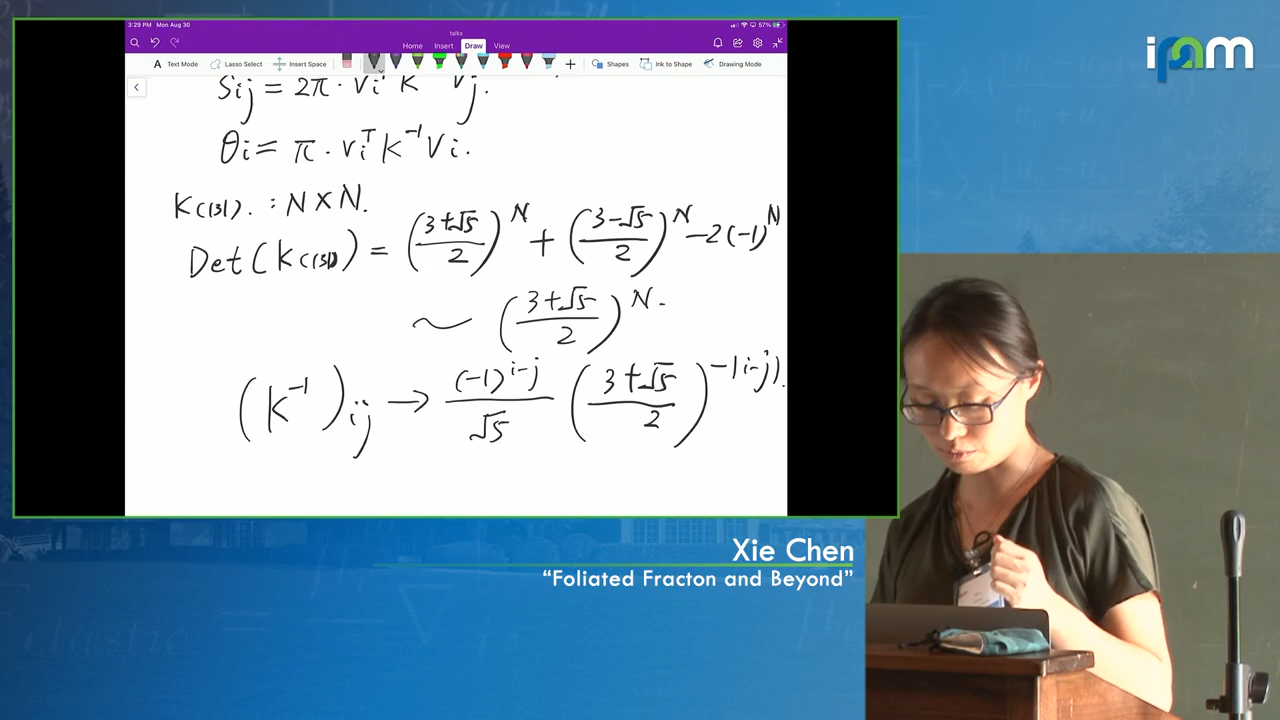 3:29 PM Mon Aug 30
57%
talks
Home Insert Draw View
Text Mode Lasso Select Insert Space Shapes Ink to Shape Drawing Mode
Sij = 2π · Vi K Vj.
θi = π · Vi^T K^-1 Vi.
K(131). : N X N.
Det(K(131)) = ((3+√5)/2)^N + ((3-√5)/2)^N -2(-1)^N
~ ((3+√5)/2)^N.
(K^-1)ij → (-1)^i-j/√5 ((3+√5)/2)^-|i-j|.
ipam
Xie Chen
“Foliated Fracton and Beyond”